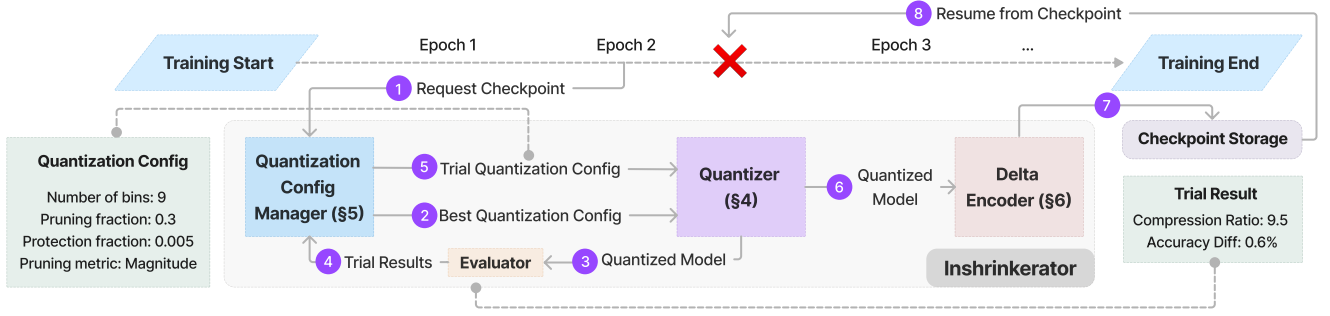 8 Resume from Checkpoint
Training Start
Epoch 1
Epoch 2
Epoch 3
...
Training End
1 Request Checkpoint
7
Checkpoint Storage
Quantization Config
Number of bins: 9
Pruning fraction: 0.3
Protection fraction: 0.005
Pruning metric: Magnitude
Quantization
Config
Manager (§5)
5 Trial Quantization Config
2 Best Quantization Config
4 Trial Results
Evaluator
3 Quantized Model
Quantizer
(§4)
6 Quantized
Model
Delta
Encoder (§6)
Inshrinkerator
Trial Result
Compression Ratio: 9.5
Accuracy Diff: 0.6%